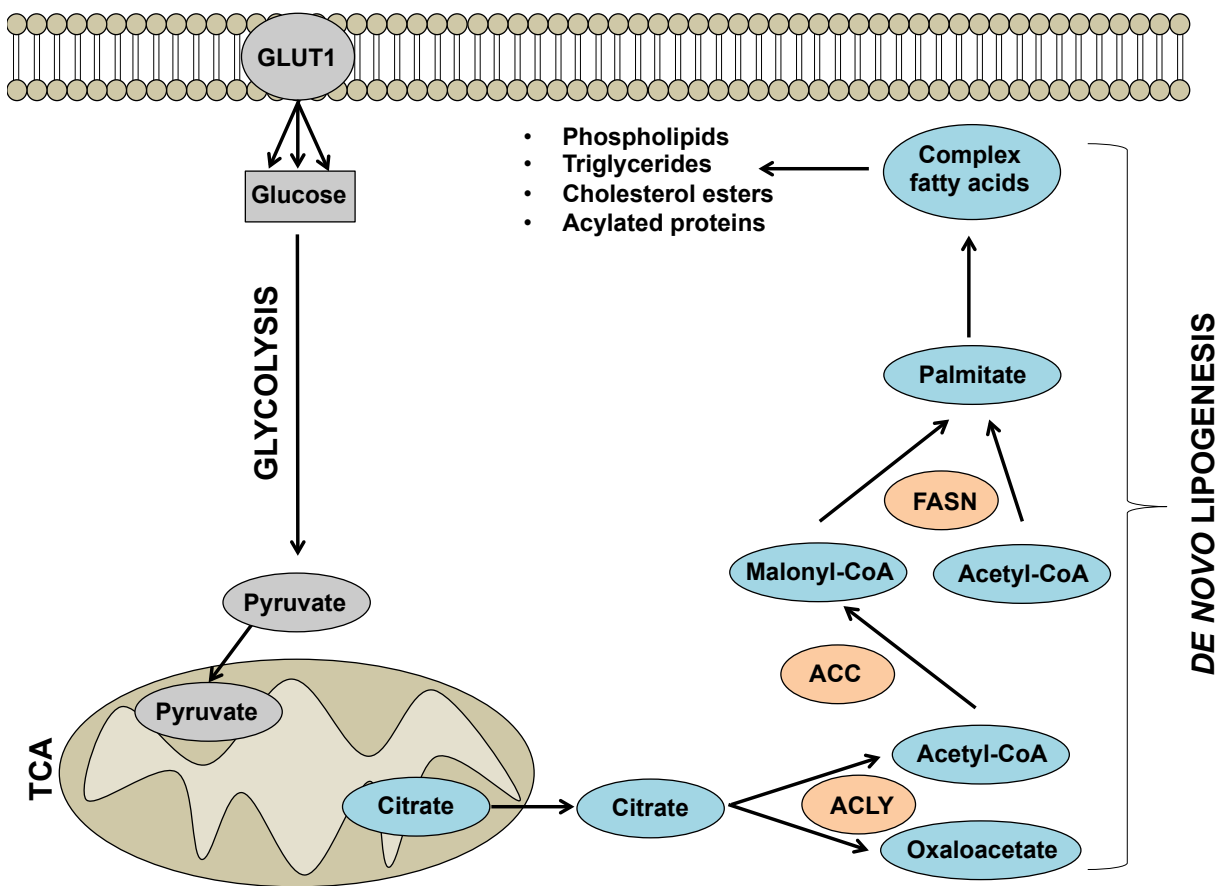 GLUT1
Glucose
GLYCOLYSIS
Pyruvate
Pyruvate
TCA
Citrate
Citrate
ACLY
Acetyl-CoA
Oxaloacetate
ACC
Malonyl-CoA
Acetyl-CoA
FASN
Palmitate
Complex
fatty acids
• Phospholipids
• Triglycerides
• Cholesterol esters
• Acylated proteins
DE NOVO LIPOGENESIS